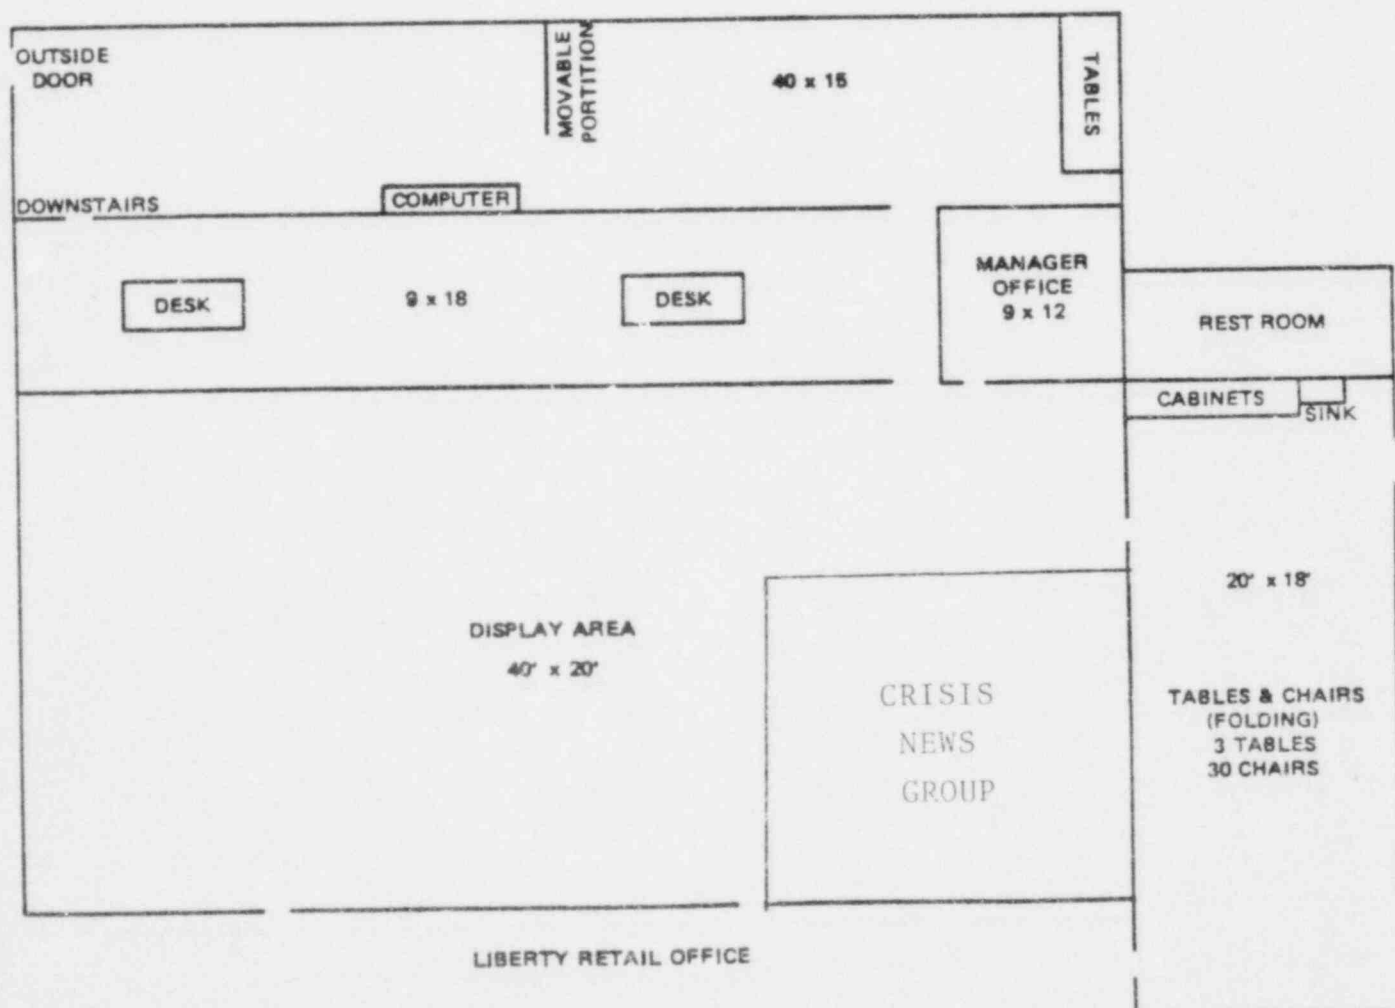 OUTSIDE
DOOR
MOVABLE
PORTITION
40 x 15
TABLES
DOWNSTAIRS
COMPUTER
DESK
9 x 18
DESK
MANAGER
OFFICE
9 x 12
REST ROOM
CABINETS
SINK
DISPLAY AREA
40' x 20'
CRISIS
NEWS
GROUP
20' x 18'
TABLES & CHAIRS
(FOLDING)
3 TABLES
30 CHAIRS
LIBERTY RETAIL OFFICE